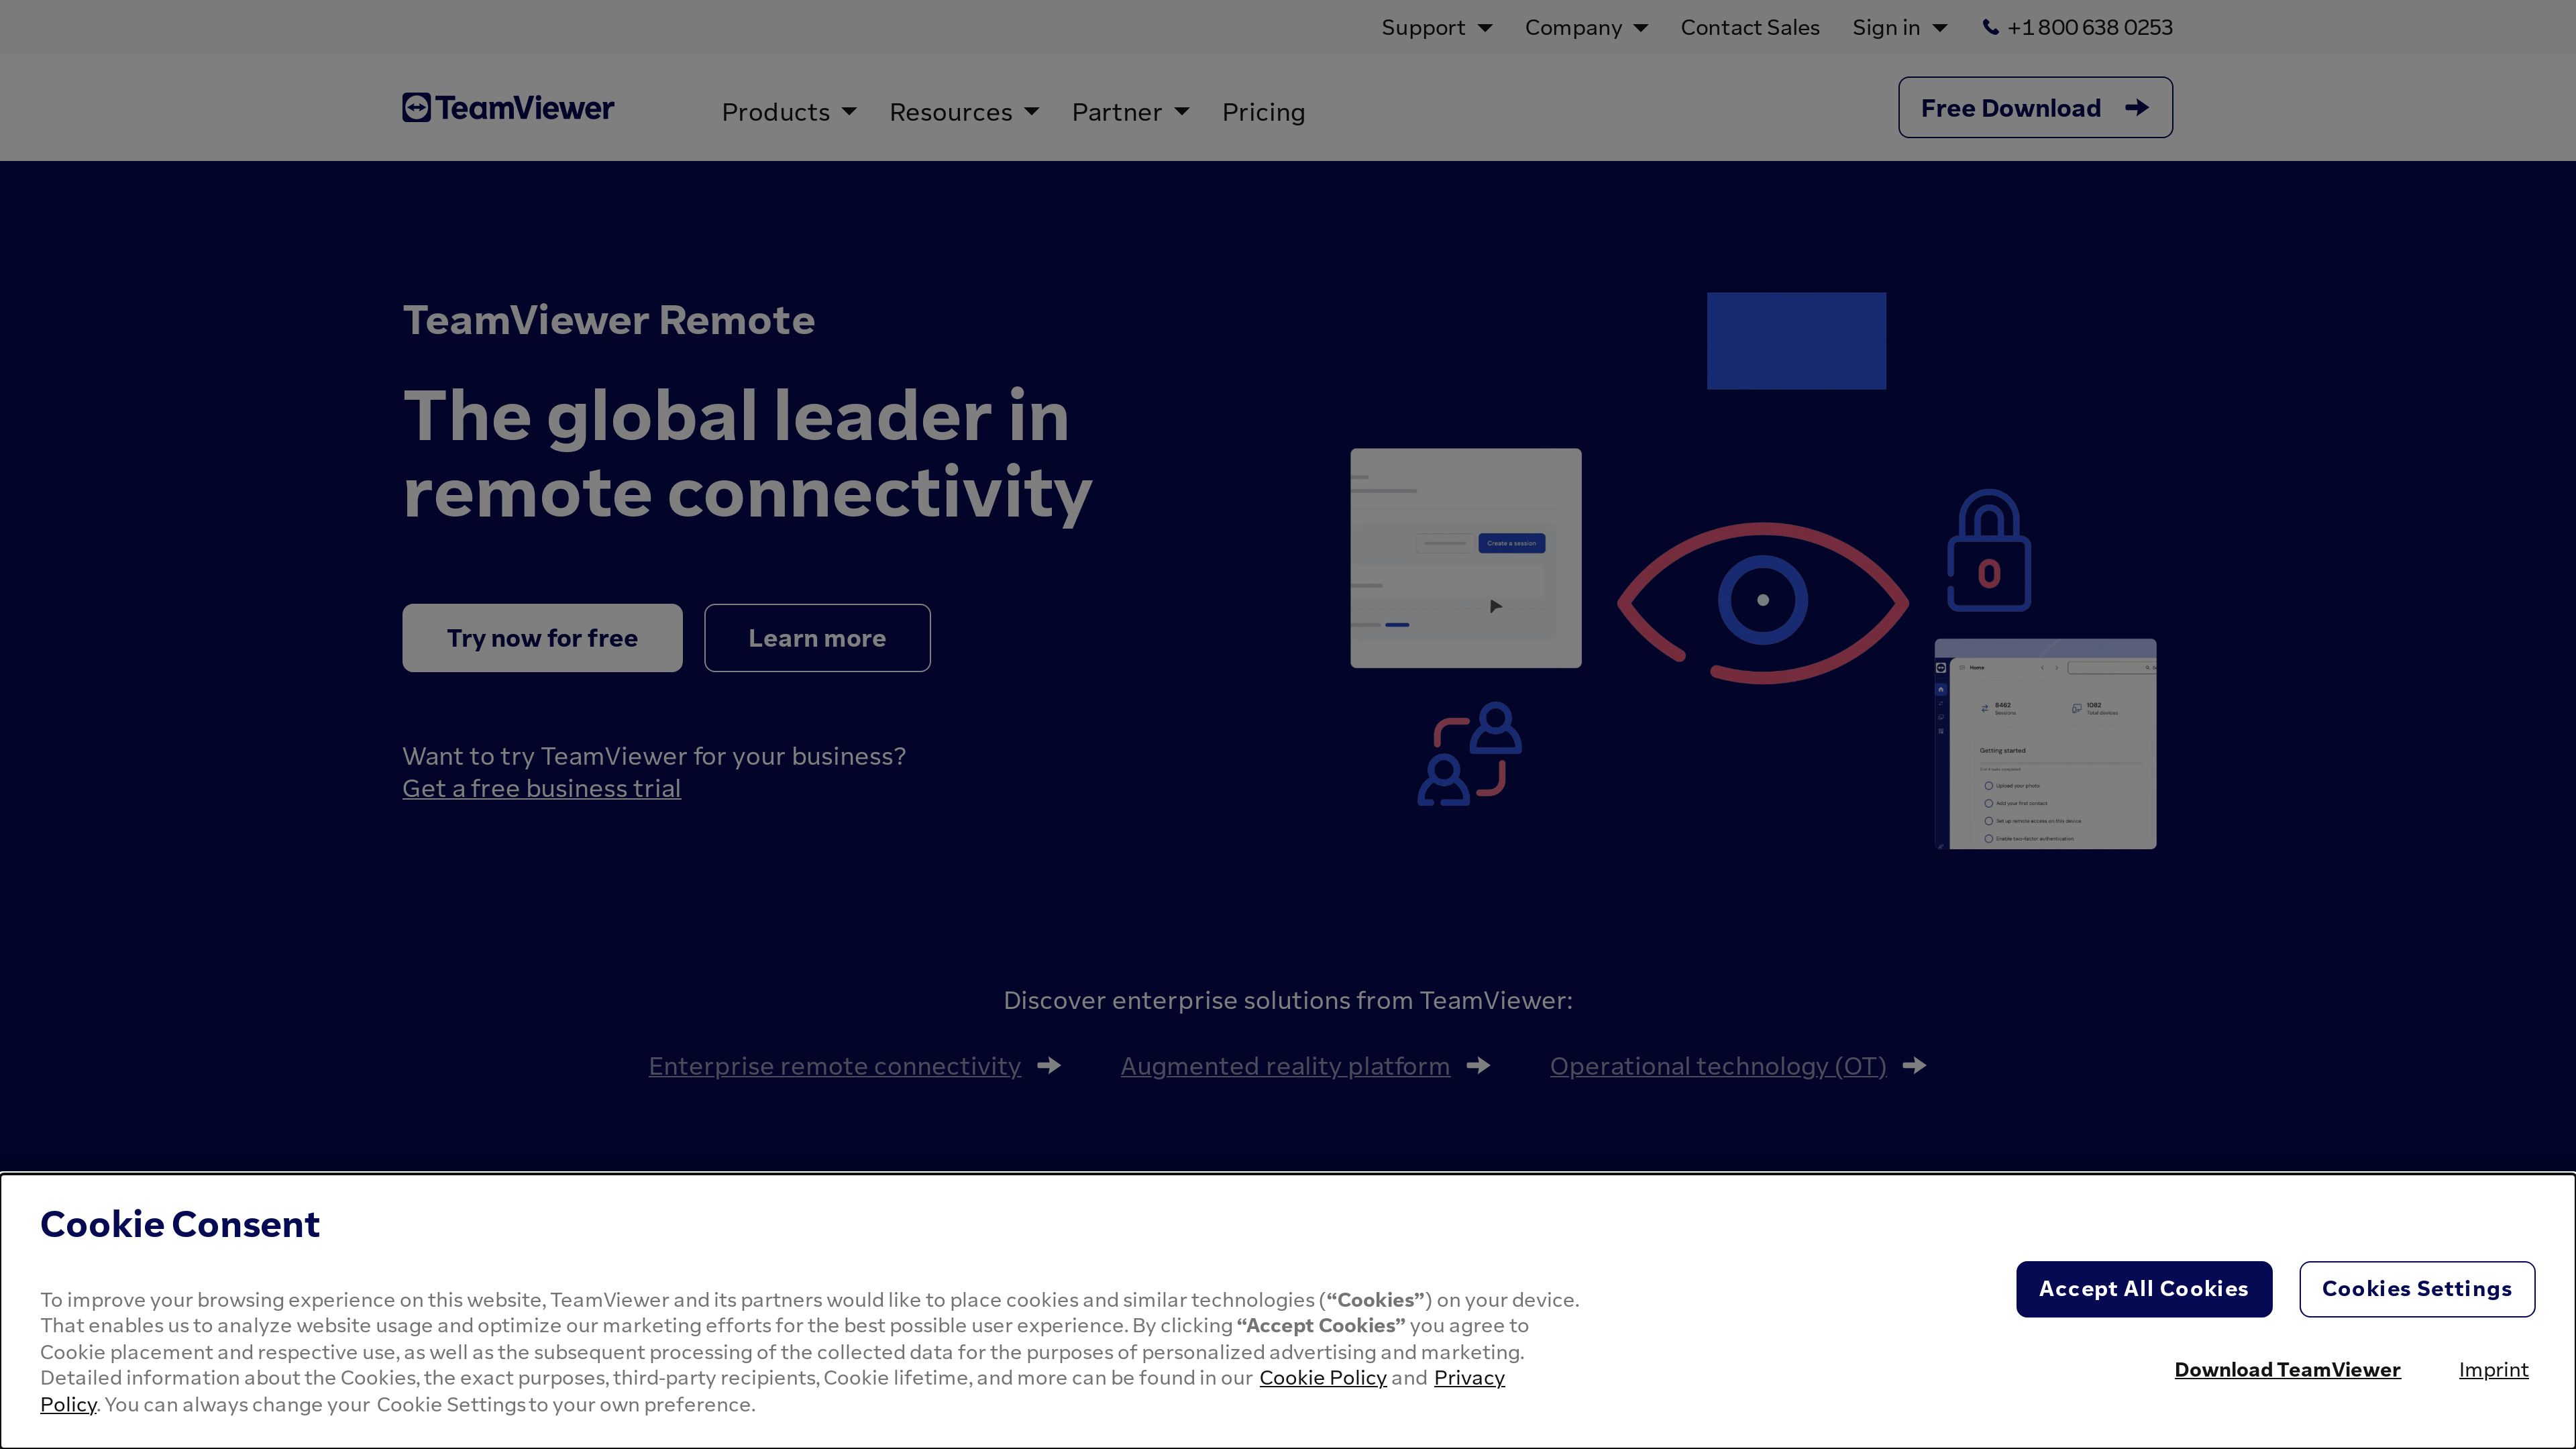 Support
Company
Contact Sales
Sign in
+1 800 638 0253
TeamViewer
Products
Resources
Partner
Pricing
Free Download
TeamViewer Remote
The global leader in
remote connectivity
Try now for free
Learn more
Want to try TeamViewer for your business?
Get a free business trial
Create a session
Home
6462
Sessions
1082
Total devices
Getting started
Upload your photo
Add your first contact
Set up remote access on this device
Enable two-factor authentication
Discover enterprise solutions from TeamViewer:
Enterprise remote connectivity
Augmented reality platform
Operational technology (OT)
Cookie Consent
To improve your browsing experience on this website, TeamViewer and its partners would like to place cookies and similar technologies (“Cookies”) on your device.
That enables us to analyze website usage and optimize our marketing efforts for the best possible user experience. By clicking “Accept Cookies” you agree to
Cookie placement and respective use, as well as the subsequent processing of the collected data for the purposes of personalized advertising and marketing.
Detailed information about the Cookies, the exact purposes, third-party recipients, Cookie lifetime, and more can be found in our Cookie Policy and Privacy
Policy. You can always change your Cookie Settings to your own preference.
Accept All Cookies
Cookies Settings
Download TeamViewer
Imprint